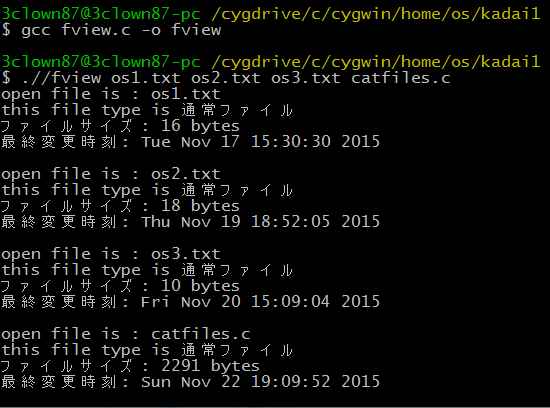 3clown87@3clown87-pc /cygdrive/c/cygwin/home/os/kadai1
$ gcc fview.c -o fview
3clown87@3clown87-pc /cygdrive/c/cygwin/home/os/kadai1
$ .//fview os1.txt os2.txt os3.txt catfiles.c
open file is : os1.txt
this file type is 通常ファイル
ファイルサイズ: 16 bytes
最終変更時刻: Tue Nov 17 15:30:30 2015
open file is : os2.txt
this file type is 通常ファイル
ファイルサイズ: 18 bytes
最終変更時刻: Thu Nov 19 18:52:05 2015
open file is : os3.txt
this file type is 通常ファイル
ファイルサイズ: 10 bytes
最終変更時刻: Fri Nov 20 15:09:04 2015
open file is : catfiles.c
this file type is 通常ファイル
ファイルサイズ: 2291 bytes
最終変更時刻: Sun Nov 22 19:09:52 2015